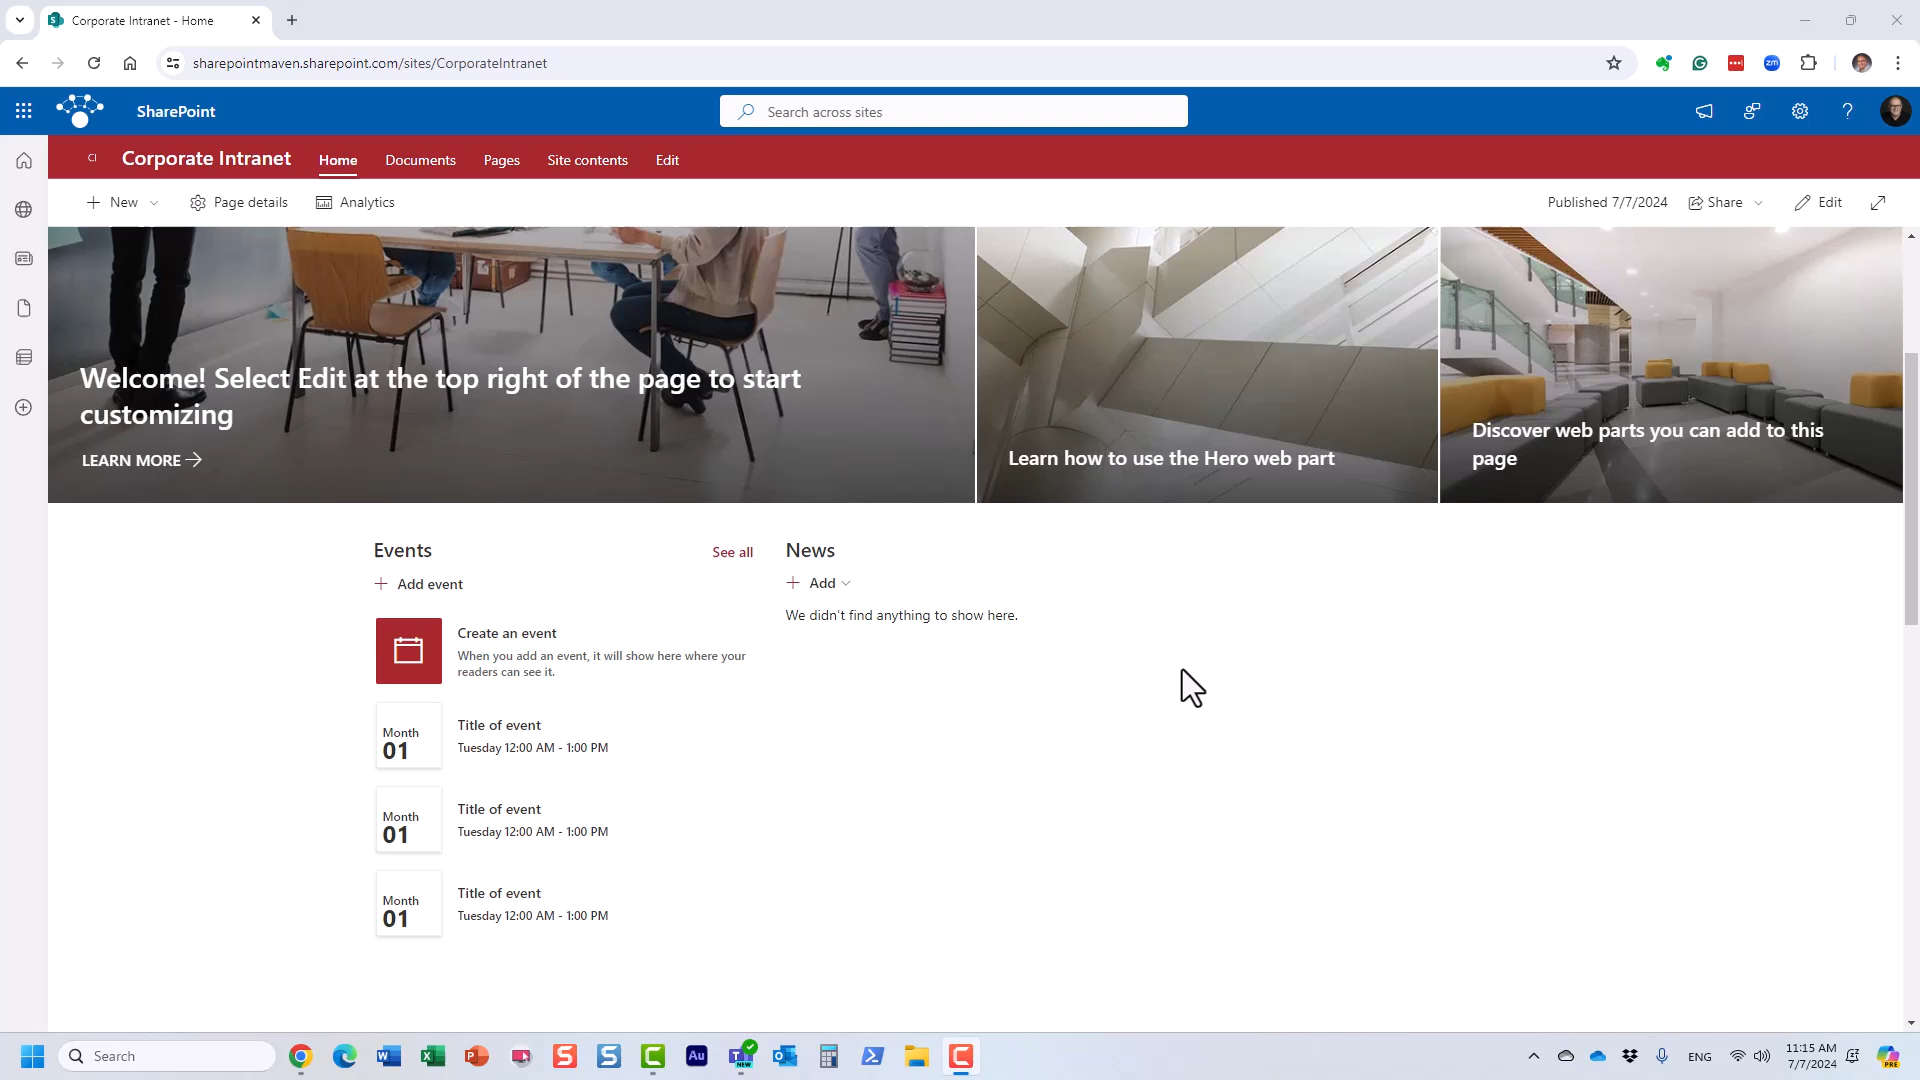 Corporate Intranet - Home
sharepointmaven.sharepoint.com/sites/CorporateIntranet
zm
SharePoint
Search across sites
CI
Corporate Intranet
Home
Documents
Pages
Site contents
Edit
New
Page details
Analytics
Published 7/7/2024
Share
Edit
Welcome! Select Edit at the top right of the page to start
customizing
LEARN MORE
Learn how to use the Hero web part
Discover web parts you can add to this
page
Events
See all
Add event
Create an event
When you add an event, it will show here where your
readers can see it.
Month
01
Title of event
Tuesday 12:00 AM - 1:00 PM
Month
01
Title of event
Tuesday 12:00 AM - 1:00 PM
Month
01
Title of event
Tuesday 12:00 AM - 1:00 PM
News
Add
We didn't find anything to show here.
Search
Au
NEW
ENG
11:15 AM
7/7/2024
PRE